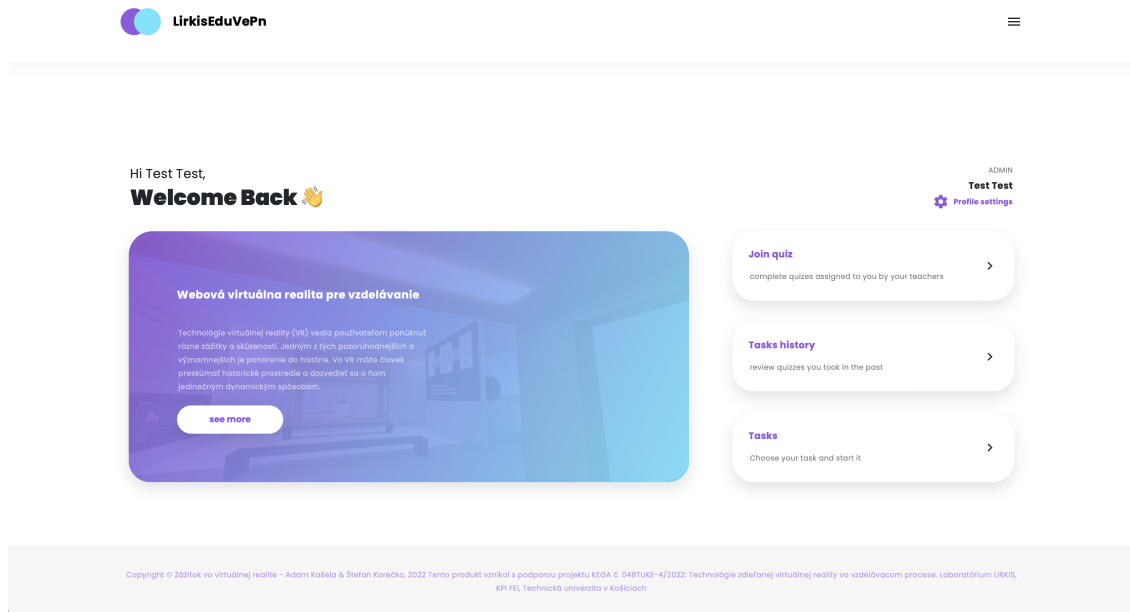 LirkisEduVePn
Hi Test Test,
Welcome Back 👋
ADMIN
Test Test
Profile settings
Webová virtuálna realita pre vzdelávanie
Technológie virtuálnej reality (VR) vedia používateľom ponúknuť
rôzne zážitky a skúsenosti. Jedným z tých pozoruhodnejších a
významnejších je ponorenie do histórie. Vo VR môže človek
preskúmať historické prostredie a dozvedieť sa o ňom
jedinečným dynamickým spôsobom.
see more
Join quiz
complete quizes assigned to you by your teachers
Tasks history
review quizzes you took in the past
Tasks
Choose your task and start it
Copyright © Zážitok vo virtuálnej realite - Adam Kašela & Štefan Korečko, 2022 Tento produkt vznikol s podporou projektu KEGA č. 048TUKE-4/2022: Technológie zdieľanej virtuálnej reality vo vzdelávacom procese. Laboratórium LIRKIS,
KPI FEI, Technická univerzita v Košiciach